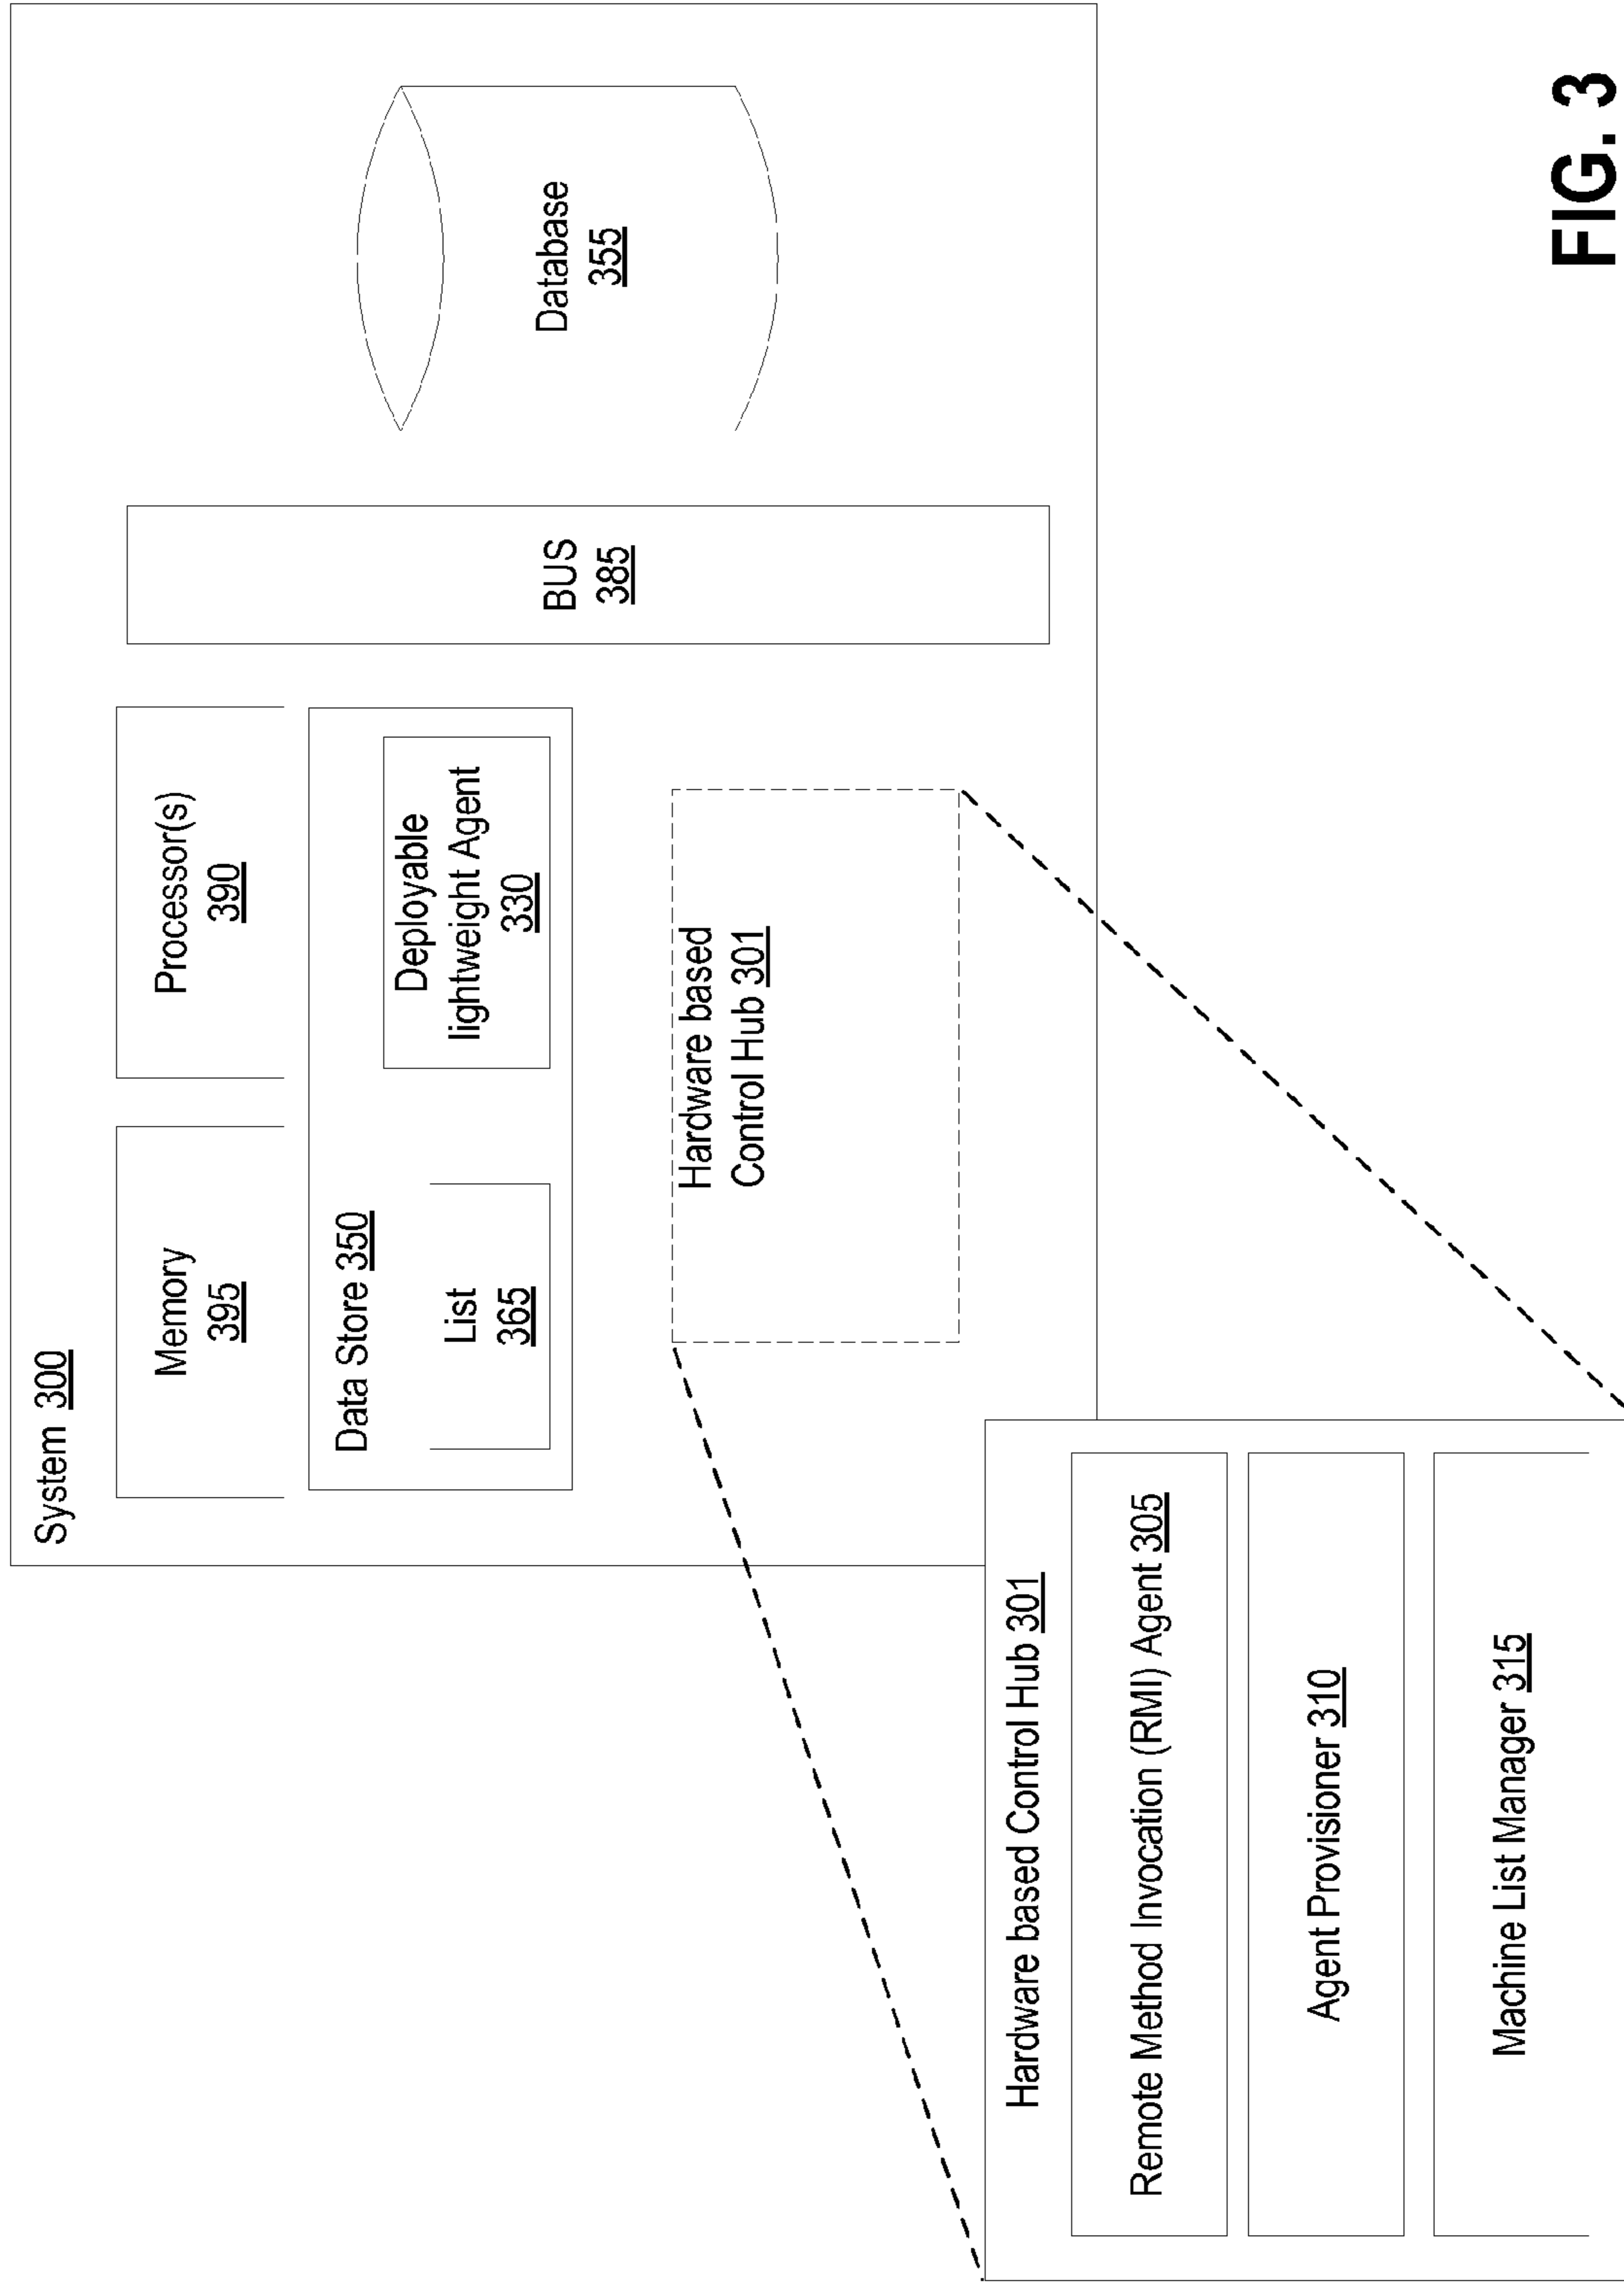 System 300
Memory
395
Processor(s)
390
Data Store 350
List
365
Deployable
lightweight Agent
330
Hardware based
Control Hub 301
BUS
385
Database
355
Hardware based Control Hub 301
Remote Method Invocation (RMI) Agent 305
Agent Provisioner 310
Machine List Manager 315
FIG. 3